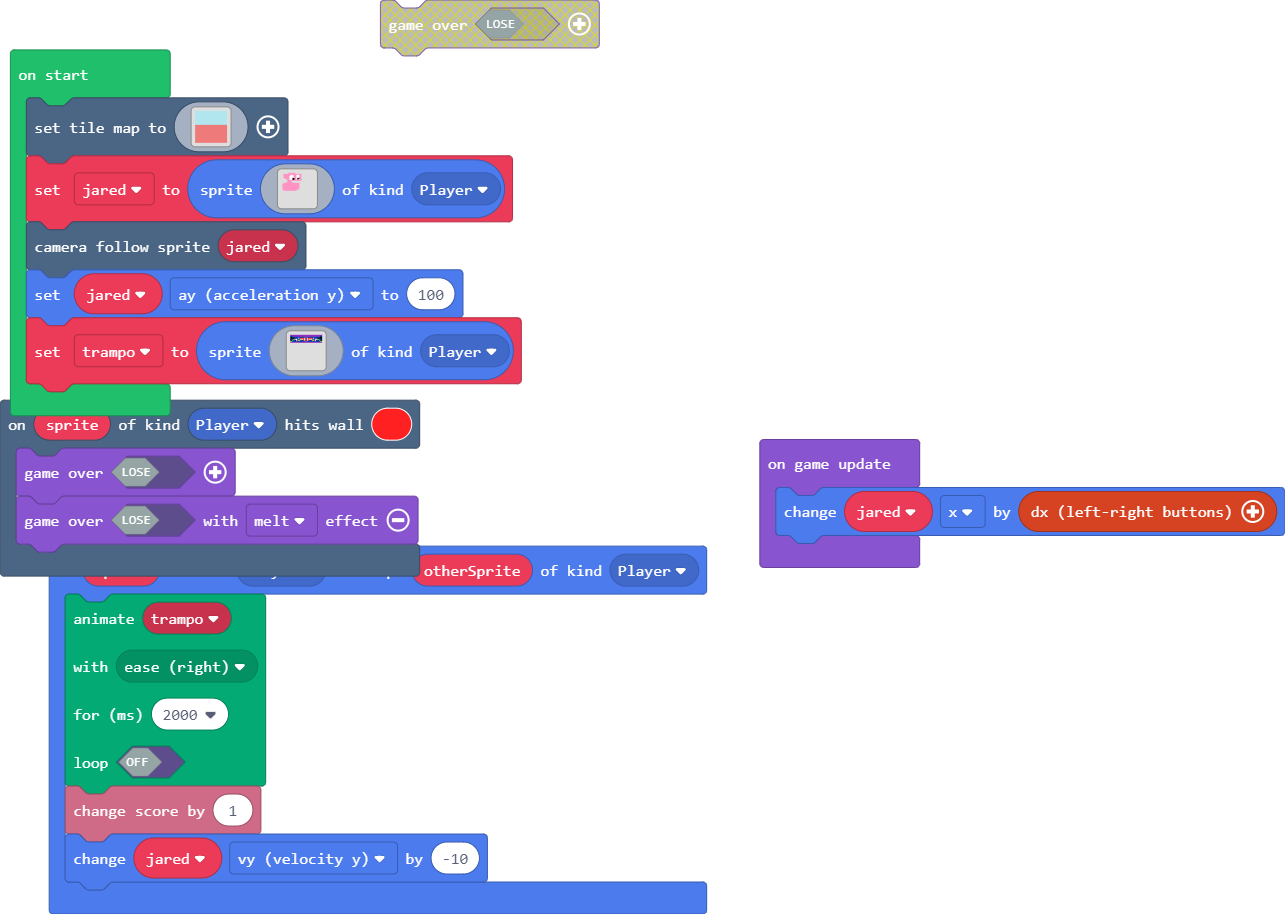 game over LOSE
on start
set tile map to
set jared to sprite of kind Player
camera follow sprite jared
set jared ay (acceleration y) to 100
set trampo to sprite of kind Player
on sprite of kind Player hits wall
game over LOSE
game over LOSE with melt effect
on game update
change jared x by dx (left-right buttons)
otherSprite of kind Player
animate trampo
with ease (right)
for (ms) 2000
loop OFF
change score by 1
change jared vy (velocity y) by -10